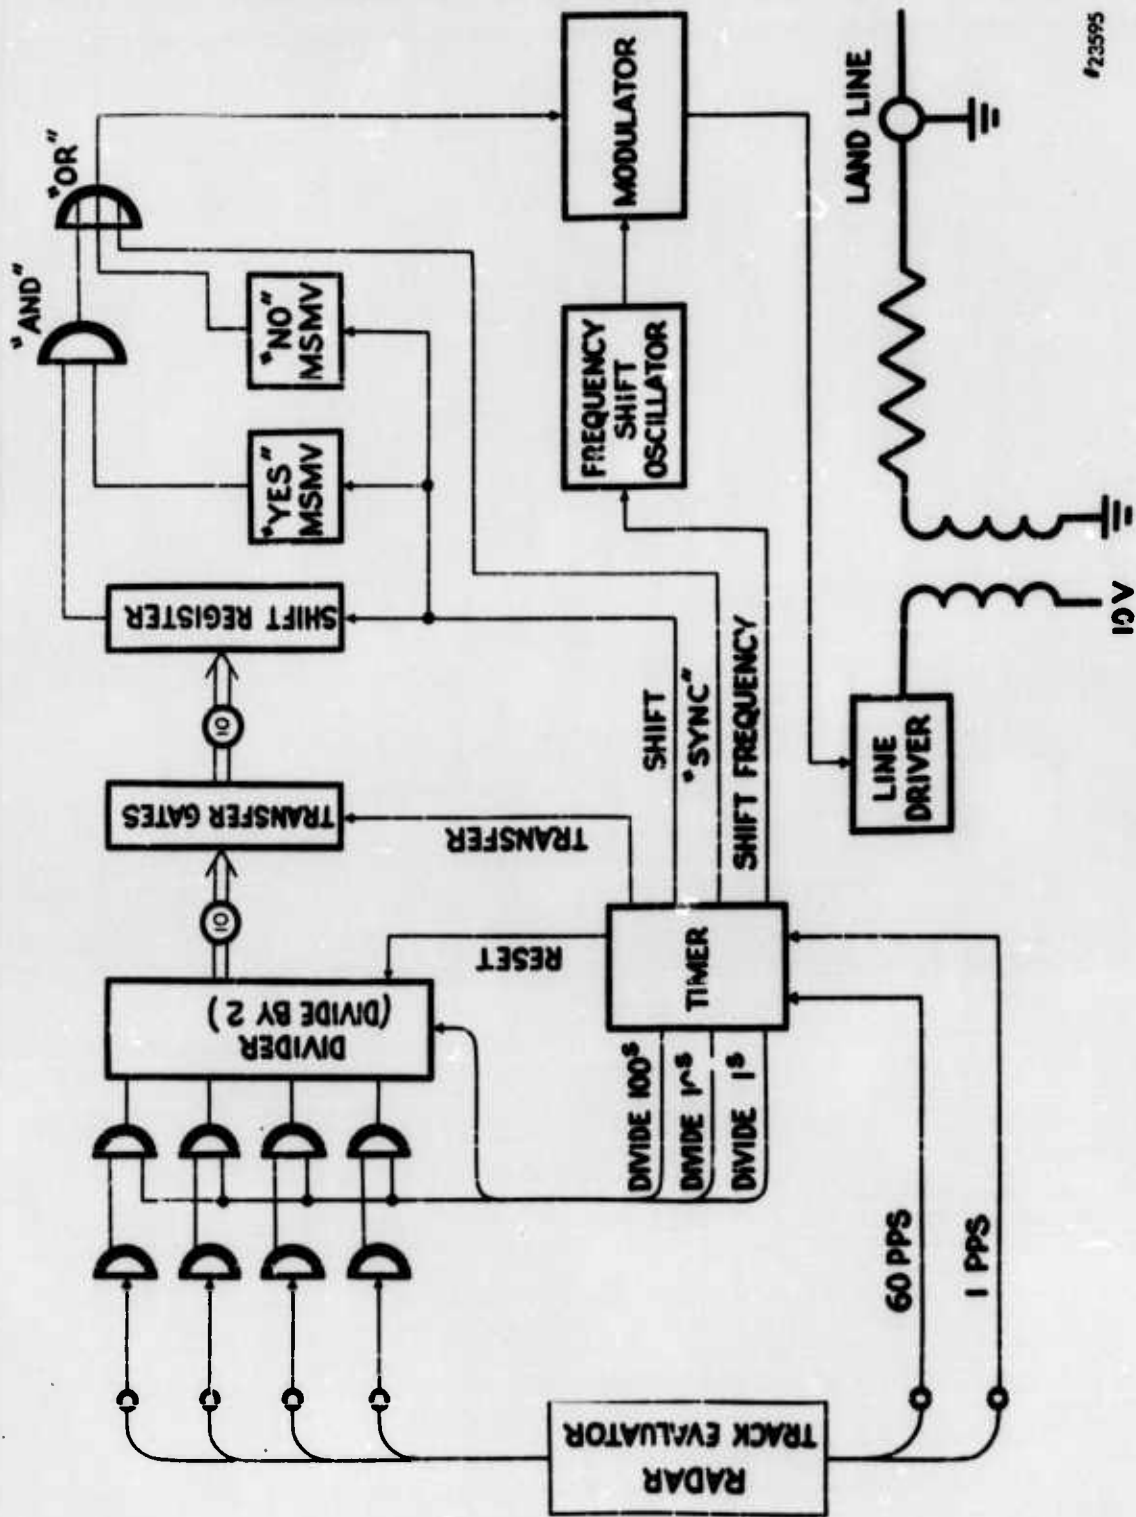 "AND"
"OR"
"YES"
MSMV
"NO"
MSMV
SHIFT REGISTER
10
TRANSFER GATES
10
DIVIDER
(DIVIDE BY 2)
TRANSFER
RESET
SHIFT
"SYNC"
SHIFT FREQUENCY
TIMER
DIVIDE 100S
DIVIDE 10S
DIVIDE 1S
FREQUENCY
SHIFT
OSCILLATOR
MODULATOR
LINE
DRIVER
LAND LINE
10V
60 PPS
1 PPS
RADAR
TRACK EVALUATOR
#23595